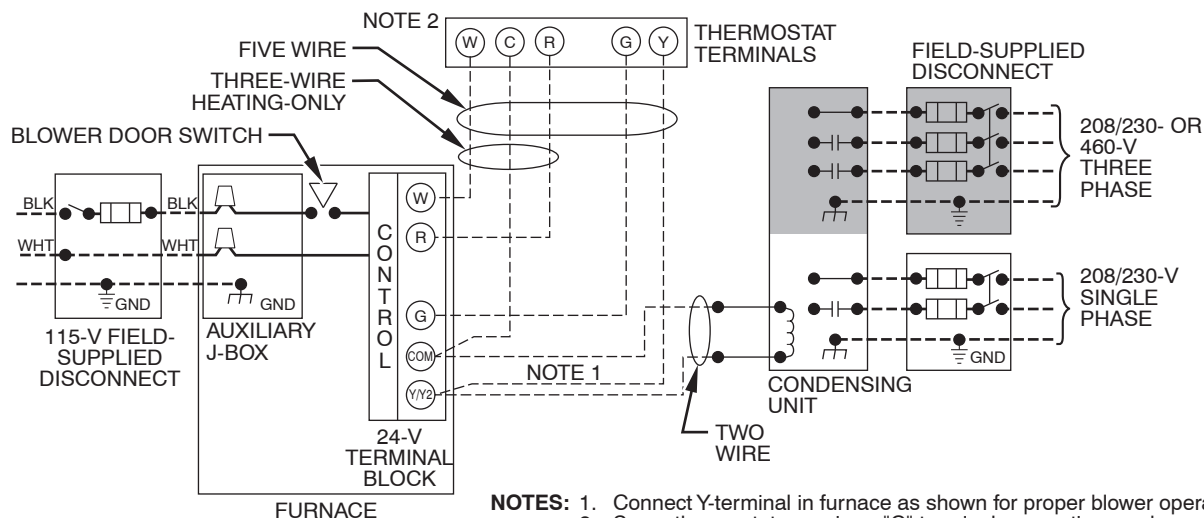 NOTE 2
W C R G Y
THERMOSTAT
TERMINALS
FIVE WIRE
THREE-WIRE
HEATING-ONLY
BLOWER DOOR SWITCH
FIELD-SUPPLIED
DISCONNECT
208/230- OR
460-V
THREE
PHASE
BLK
BLK
WHT
WHT
GND
GND
115-V FIELD-
SUPPLIED
DISCONNECT
AUXILIARY
J-BOX
CONTROL
W
R
G
COM
Y/Y2
24-V
TERMINAL
BLOCK
FURNACE
NOTE 1
TWO
WIRE
CONDENSING
UNIT
208/230-V
SINGLE
PHASE
GND
NOTES: 1. Connect Y-terminal in furnace as shown for proper blower